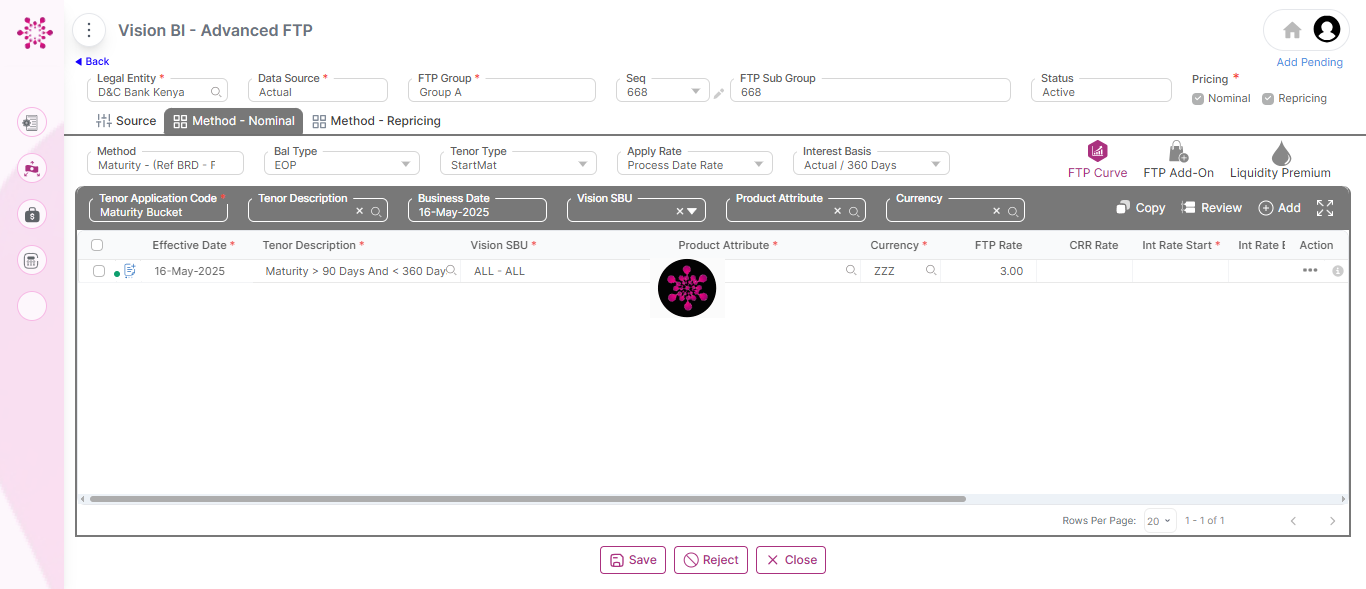 Vision BI - Advanced FTP
Back
Add Pending
Legal Entity * Data Source * FTP Group * Seq FTP Sub Group Status Pricing *
D&C Bank Kenya Actual Group A 668 668 Active Nominal Repricing
Source Method - Nominal Method - Repricing
Method Bal Type Tenor Type Apply Rate Interest Basis
Maturity - (Ref BRD - F EOP StartMat Process Date Rate Actual / 360 Days
FTP Curve FTP Add-On Liquidity Premium
Tenor Application Code * Tenor Description Business Date Vision SBU Product Attribute Currency
Maturity Bucket 16-May-2025 Copy Review Add
Effective Date * Tenor Description * Vision SBU * Product Attribute * Currency * FTP Rate CRR Rate Int Rate Start * Int Rate E Action
16-May-2025 Maturity > 90 Days And < 360 Day ALL - ALL ZZZ 3.00
Rows Per Page: 20 1 - 1 of 1
Save Reject Close